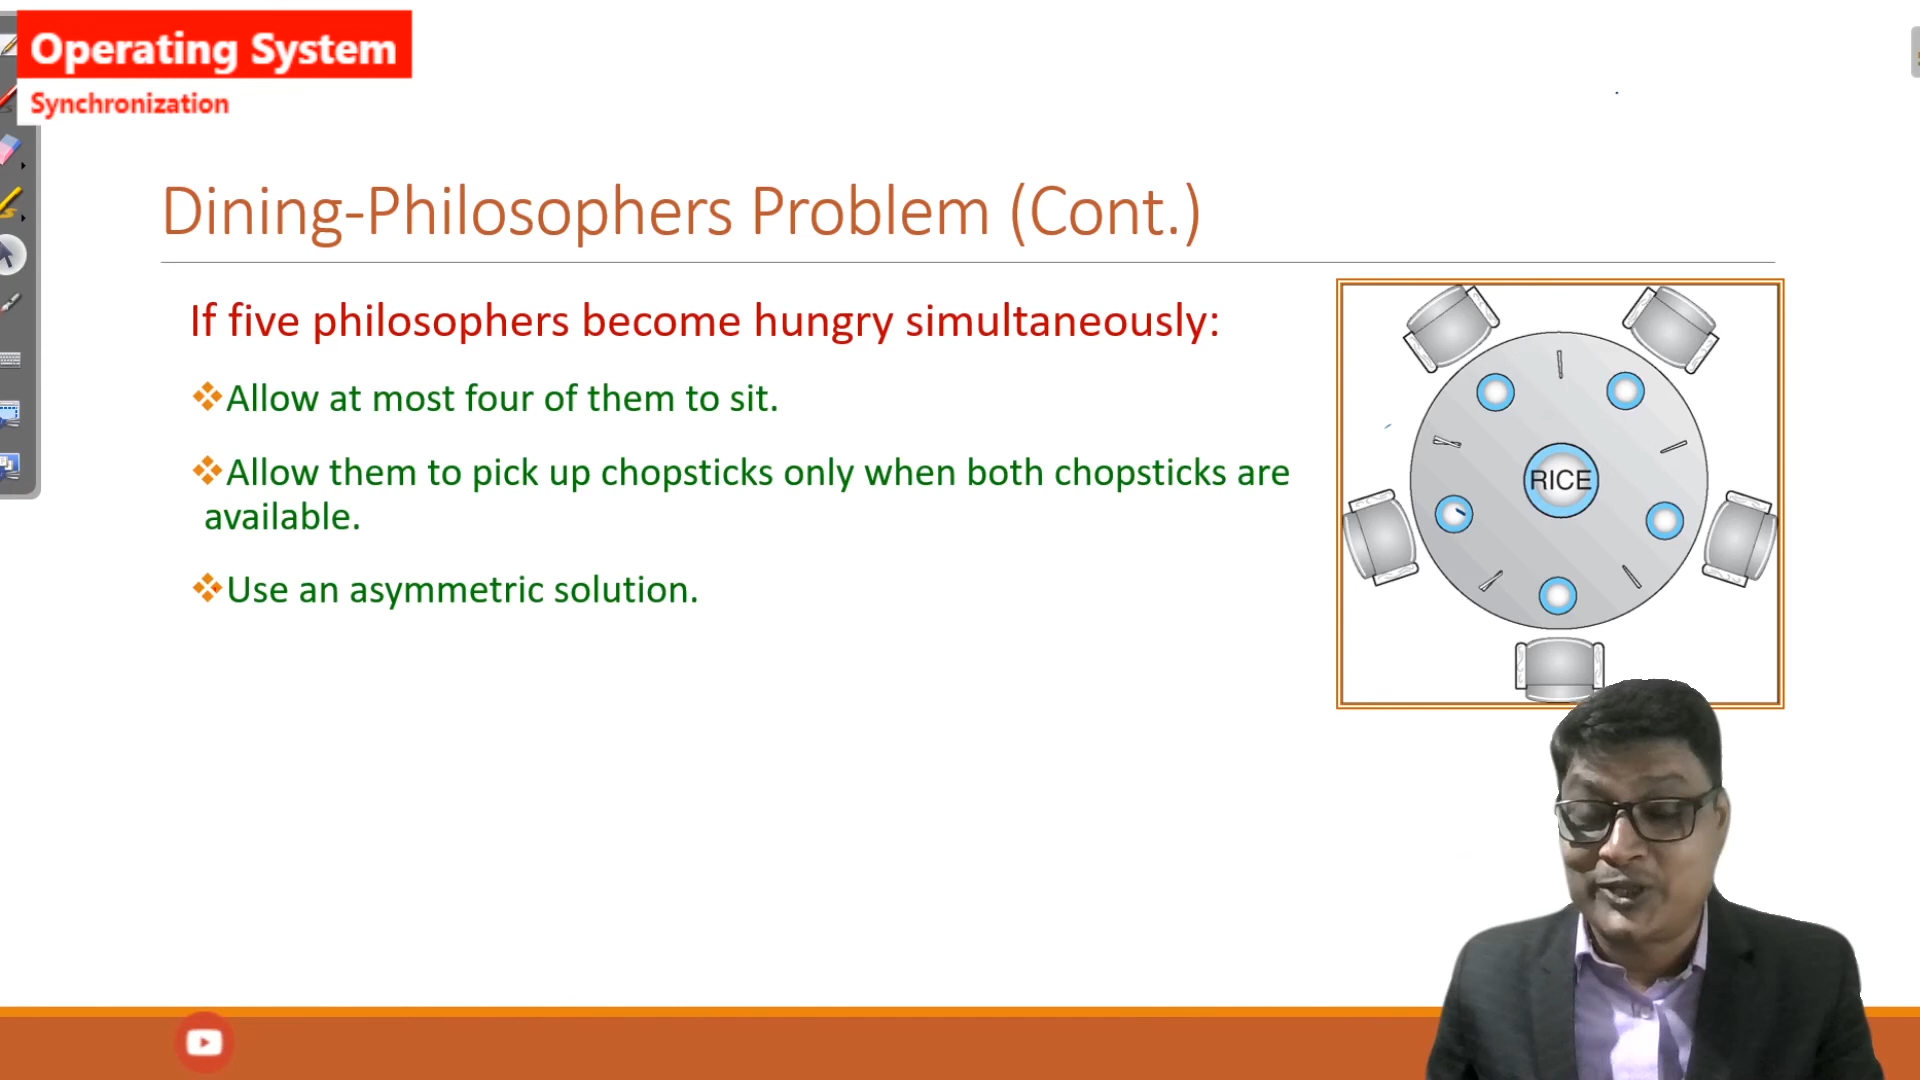 Operating System
Synchronization
Dining-Philosophers Problem (Cont.)
If five philosophers become hungry simultaneously:
Allow at most four of them to sit.
Allow them to pick up chopsticks only when both chopsticks are
available.
Use an asymmetric solution.
RICE